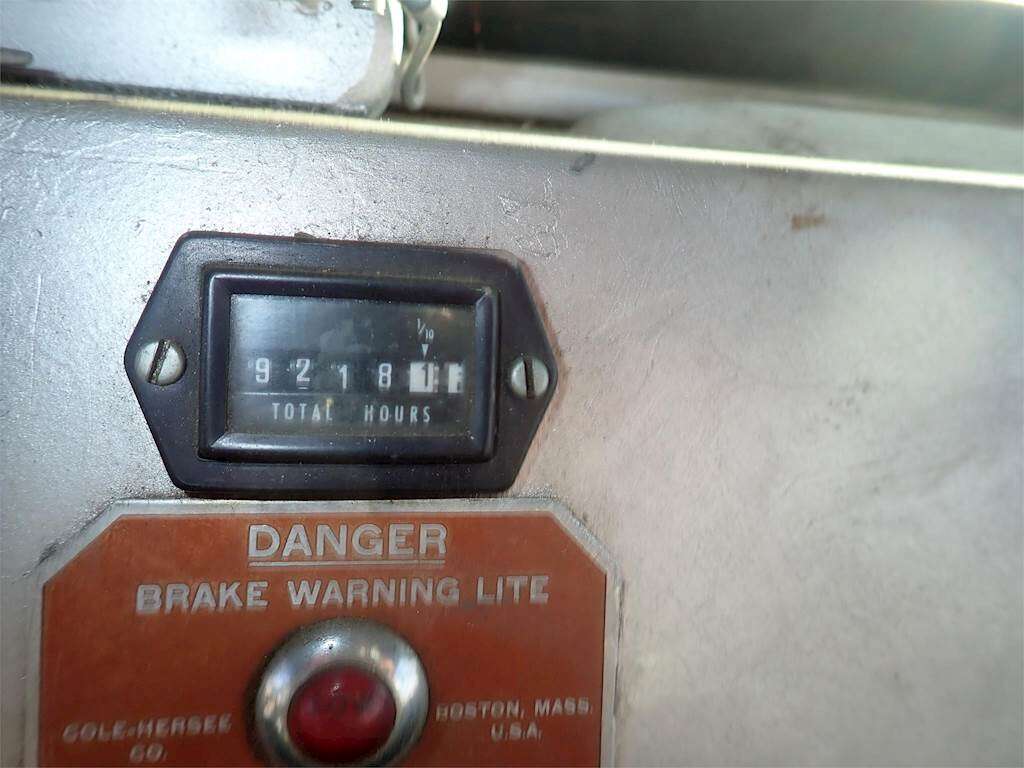 1/10
9 2 1 8 1
TOTAL HOURS
DANGER
BRAKE WARNING LITE
COLE-HERSEE CO.
BOSTON, MASS. U.S.A.